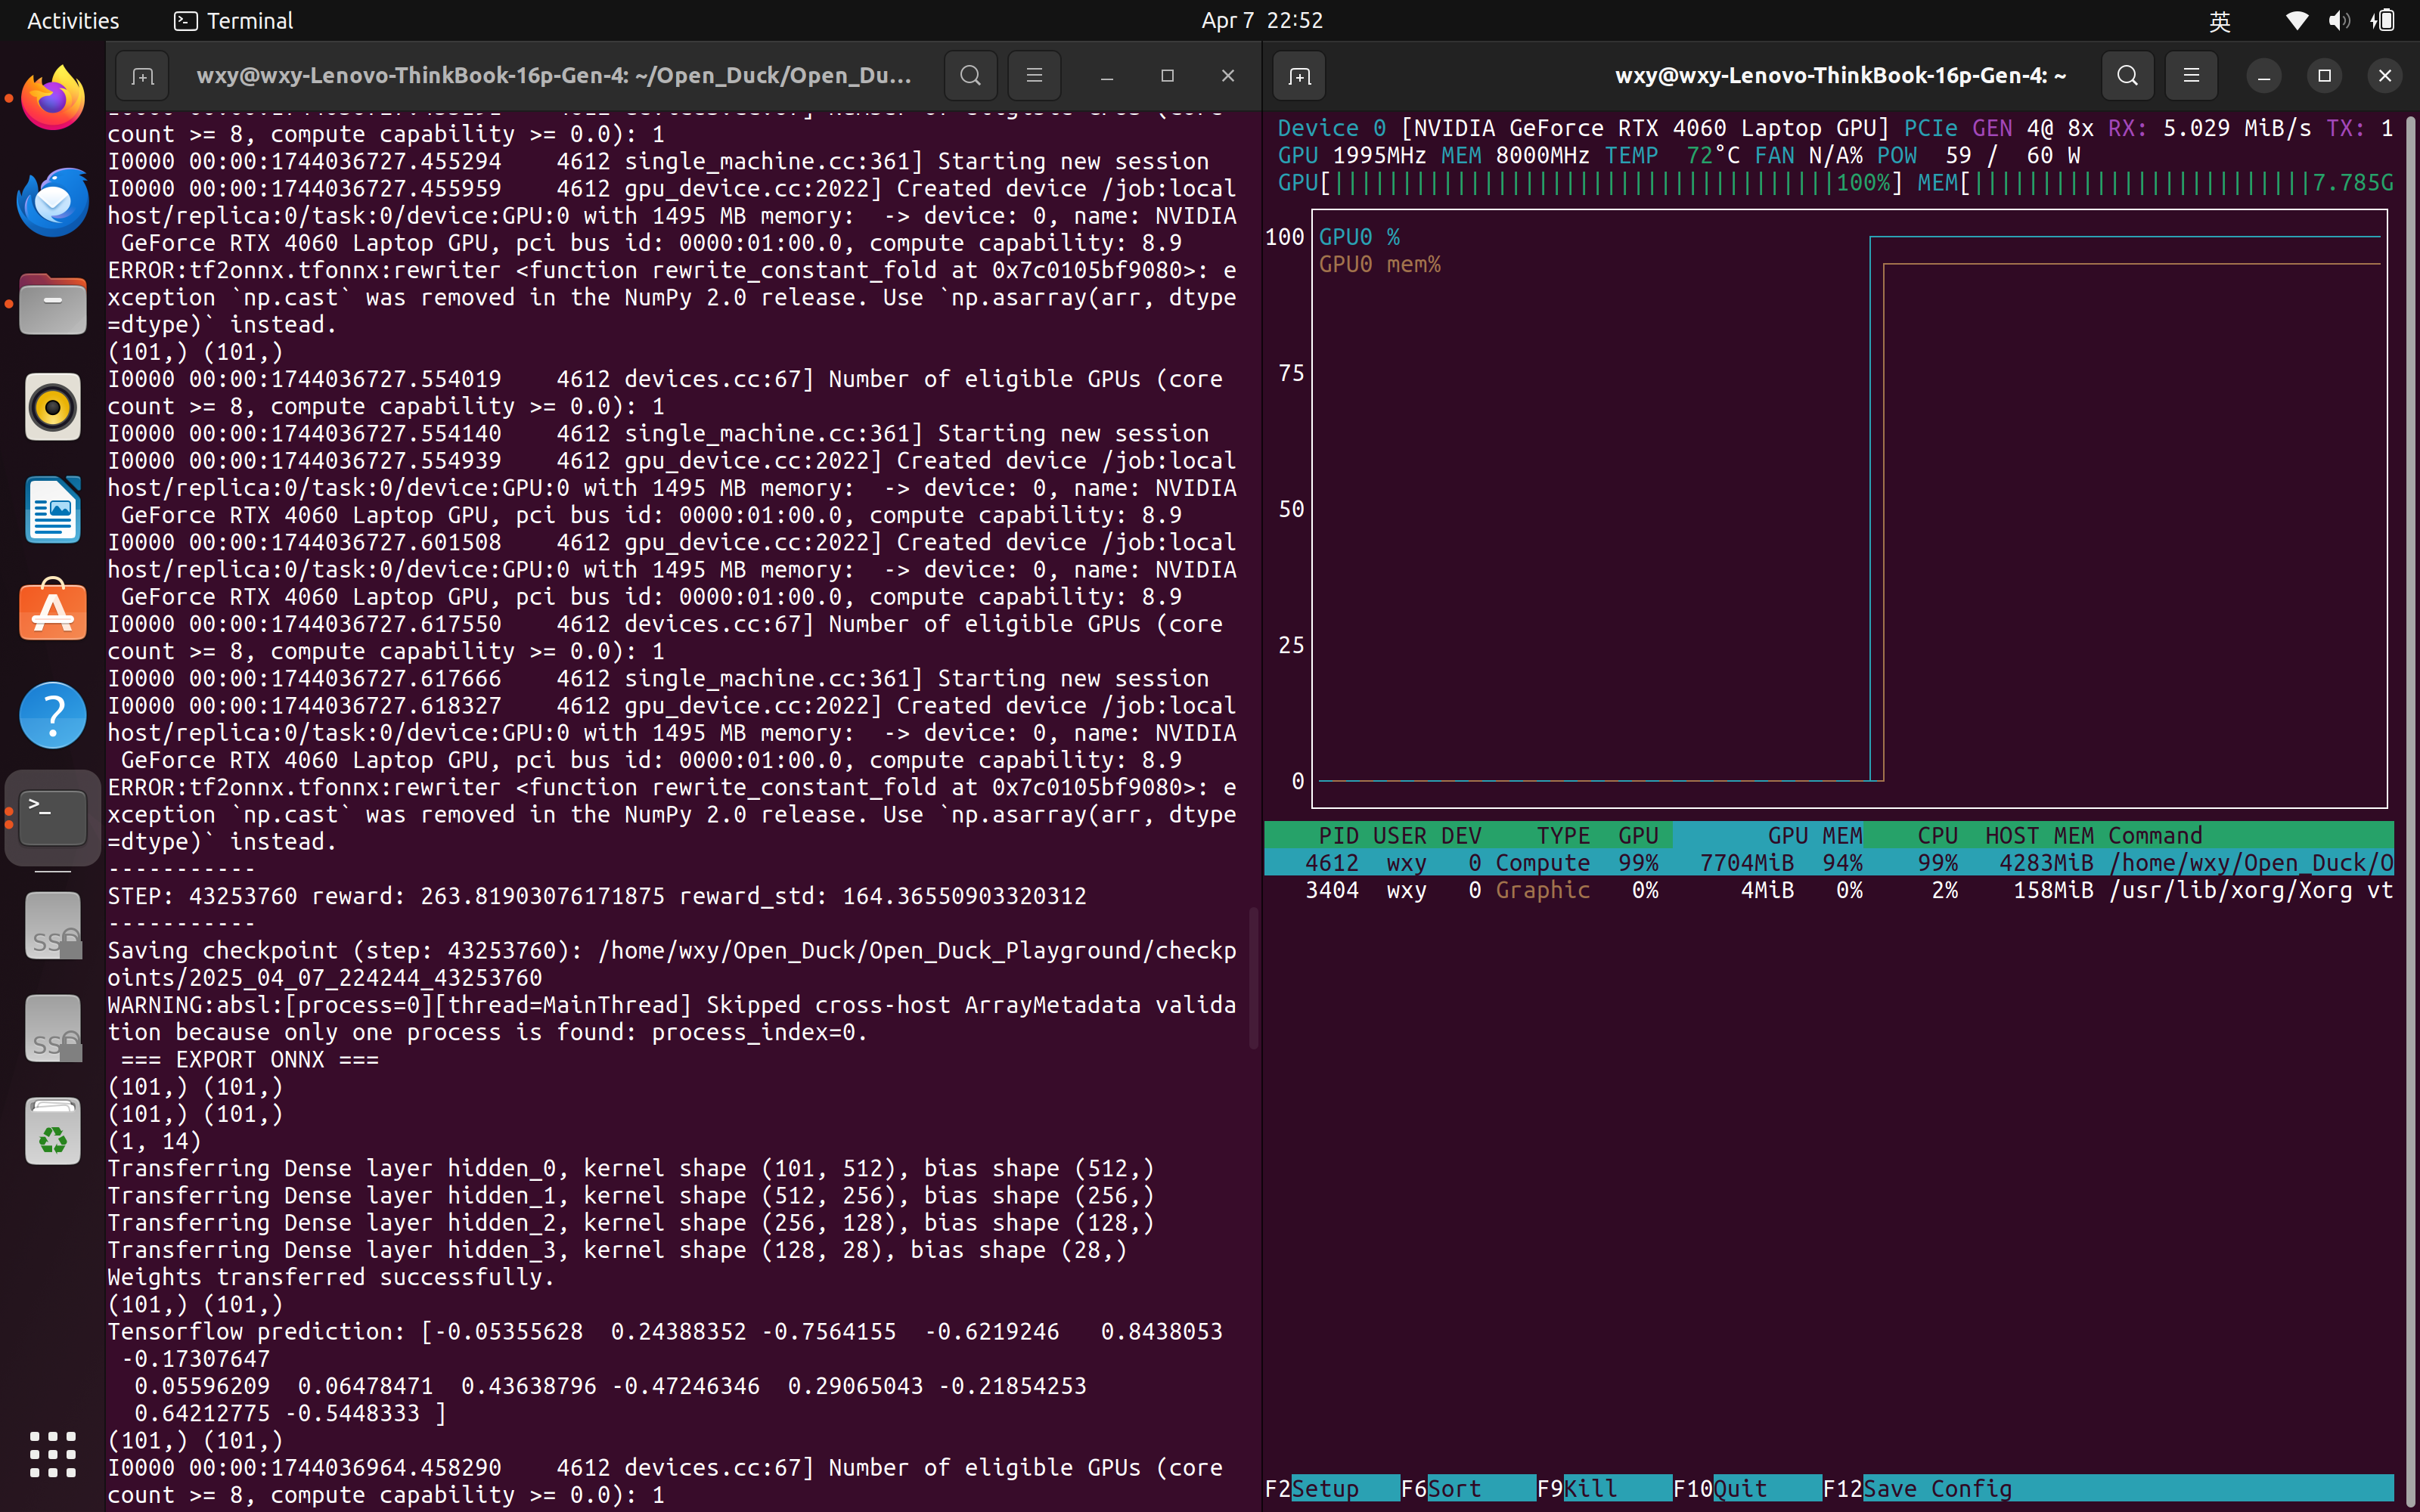 Activities
Terminal
Apr 7 22:52
英
wxy@wxy-Lenovo-ThinkBook-16p-Gen-4: ~/Open_Duck/Open_Du...
count >= 8, compute capability >= 0.0): 1
I0000 00:00:1744036727.455294    4612 single_machine.cc:361] Starting new session
I0000 00:00:1744036727.455959    4612 gpu_device.cc:2022] Created device /job:local
host/replica:0/task:0/device:GPU:0 with 1495 MB memory:  -> device: 0, name: NVIDIA
 GeForce RTX 4060 Laptop GPU, pci bus id: 0000:01:00.0, compute capability: 8.9
ERROR:tf2onnx.tfonnx:rewriter <function rewrite_constant_fold at 0x7c0105bf9080>: e
xception `np.cast` was removed in the NumPy 2.0 release. Use `np.asarray(arr, dtype
=dtype)` instead.
(101,) (101,)
I0000 00:00:1744036727.554019    4612 devices.cc:67] Number of eligible GPUs (core
count >= 8, compute capability >= 0.0): 1
I0000 00:00:1744036727.554140    4612 single_machine.cc:361] Starting new session
I0000 00:00:1744036727.554939    4612 gpu_device.cc:2022] Created device /job:local
host/replica:0/task:0/device:GPU:0 with 1495 MB memory:  -> device: 0, name: NVIDIA
 GeForce RTX 4060 Laptop GPU, pci bus id: 0000:01:00.0, compute capability: 8.9
I0000 00:00:1744036727.601508    4612 gpu_device.cc:2022] Created device /job:local
host/replica:0/task:0/device:GPU:0 with 1495 MB memory:  -> device: 0, name: NVIDIA
 GeForce RTX 4060 Laptop GPU, pci bus id: 0000:01:00.0, compute capability: 8.9
I0000 00:00:1744036727.617550    4612 devices.cc:67] Number of eligible GPUs (core
count >= 8, compute capability >= 0.0): 1
I0000 00:00:1744036727.617666    4612 single_machine.cc:361] Starting new session
I0000 00:00:1744036727.618327    4612 gpu_device.cc:2022] Created device /job:local
host/replica:0/task:0/device:GPU:0 with 1495 MB memory:  -> device: 0, name: NVIDIA
 GeForce RTX 4060 Laptop GPU, pci bus id: 0000:01:00.0, compute capability: 8.9
ERROR:tf2onnx.tfonnx:rewriter <function rewrite_constant_fold at 0x7c0105bf9080>: e
xception `np.cast` was removed in the NumPy 2.0 release. Use `np.asarray(arr, dtype
=dtype)` instead.
-----------
STEP: 43253760 reward: 263.81903076171875 reward_std: 164.36550903320312
-----------
Saving checkpoint (step: 43253760): /home/wxy/Open_Duck/Open_Duck_Playground/checkp
oints/2025_04_07_224244_43253760
WARNING:absl:[process=0][thread=MainThread] Skipped cross-host ArrayMetadata valida
tion because only one process is found: process_index=0.
 === EXPORT ONNX ===
(101,) (101,)
(101,) (101,)
(1, 14)
Transferring Dense layer hidden_0, kernel shape (101, 512), bias shape (512,)
Transferring Dense layer hidden_1, kernel shape (512, 256), bias shape (256,)
Transferring Dense layer hidden_2, kernel shape (256, 128), bias shape (128,)
Transferring Dense layer hidden_3, kernel shape (128, 28), bias shape (28,)
Weights transferred successfully.
(101,) (101,)
Tensorflow prediction: [-0.05355628  0.24388352 -0.7564155  -0.6219246   0.8438053
 -0.17307647
  0.05596209  0.06478471  0.43638796 -0.47246346  0.29065043 -0.21854253
  0.64212775 -0.5448333 ]
(101,) (101,)
I0000 00:00:1744036964.458290    4612 devices.cc:67] Number of eligible GPUs (core
count >= 8, compute capability >= 0.0): 1
wxy@wxy-Lenovo-ThinkBook-16p-Gen-4: ~
Device 0 [NVIDIA GeForce RTX 4060 Laptop GPU] PCIe GEN 4@ 8x RX: 5.029 MiB/s TX: 1
GPU 1995MHz MEM 8000MHz TEMP  72°C FAN N/A% POW  59 /  60 W
GPU[|||||||||||||||||||||||||||||||||||||100%] MEM[|||||||||||||||||||||||||7.785G
100
GPU0 %
GPU0 mem%
75
50
25
0
PID USER DEV    TYPE  GPU        GPU MEM    CPU  HOST MEM Command
4612  wxy   0 Compute  99%   7704MiB  94%    99%   4283MiB /home/wxy/Open_Duck/O
3404  wxy   0 Graphic   0%      4MiB   0%     2%    158MiB /usr/lib/xorg/Xorg vt
F2Setup   F6Sort    F9Kill    F10Quit    F12Save Config